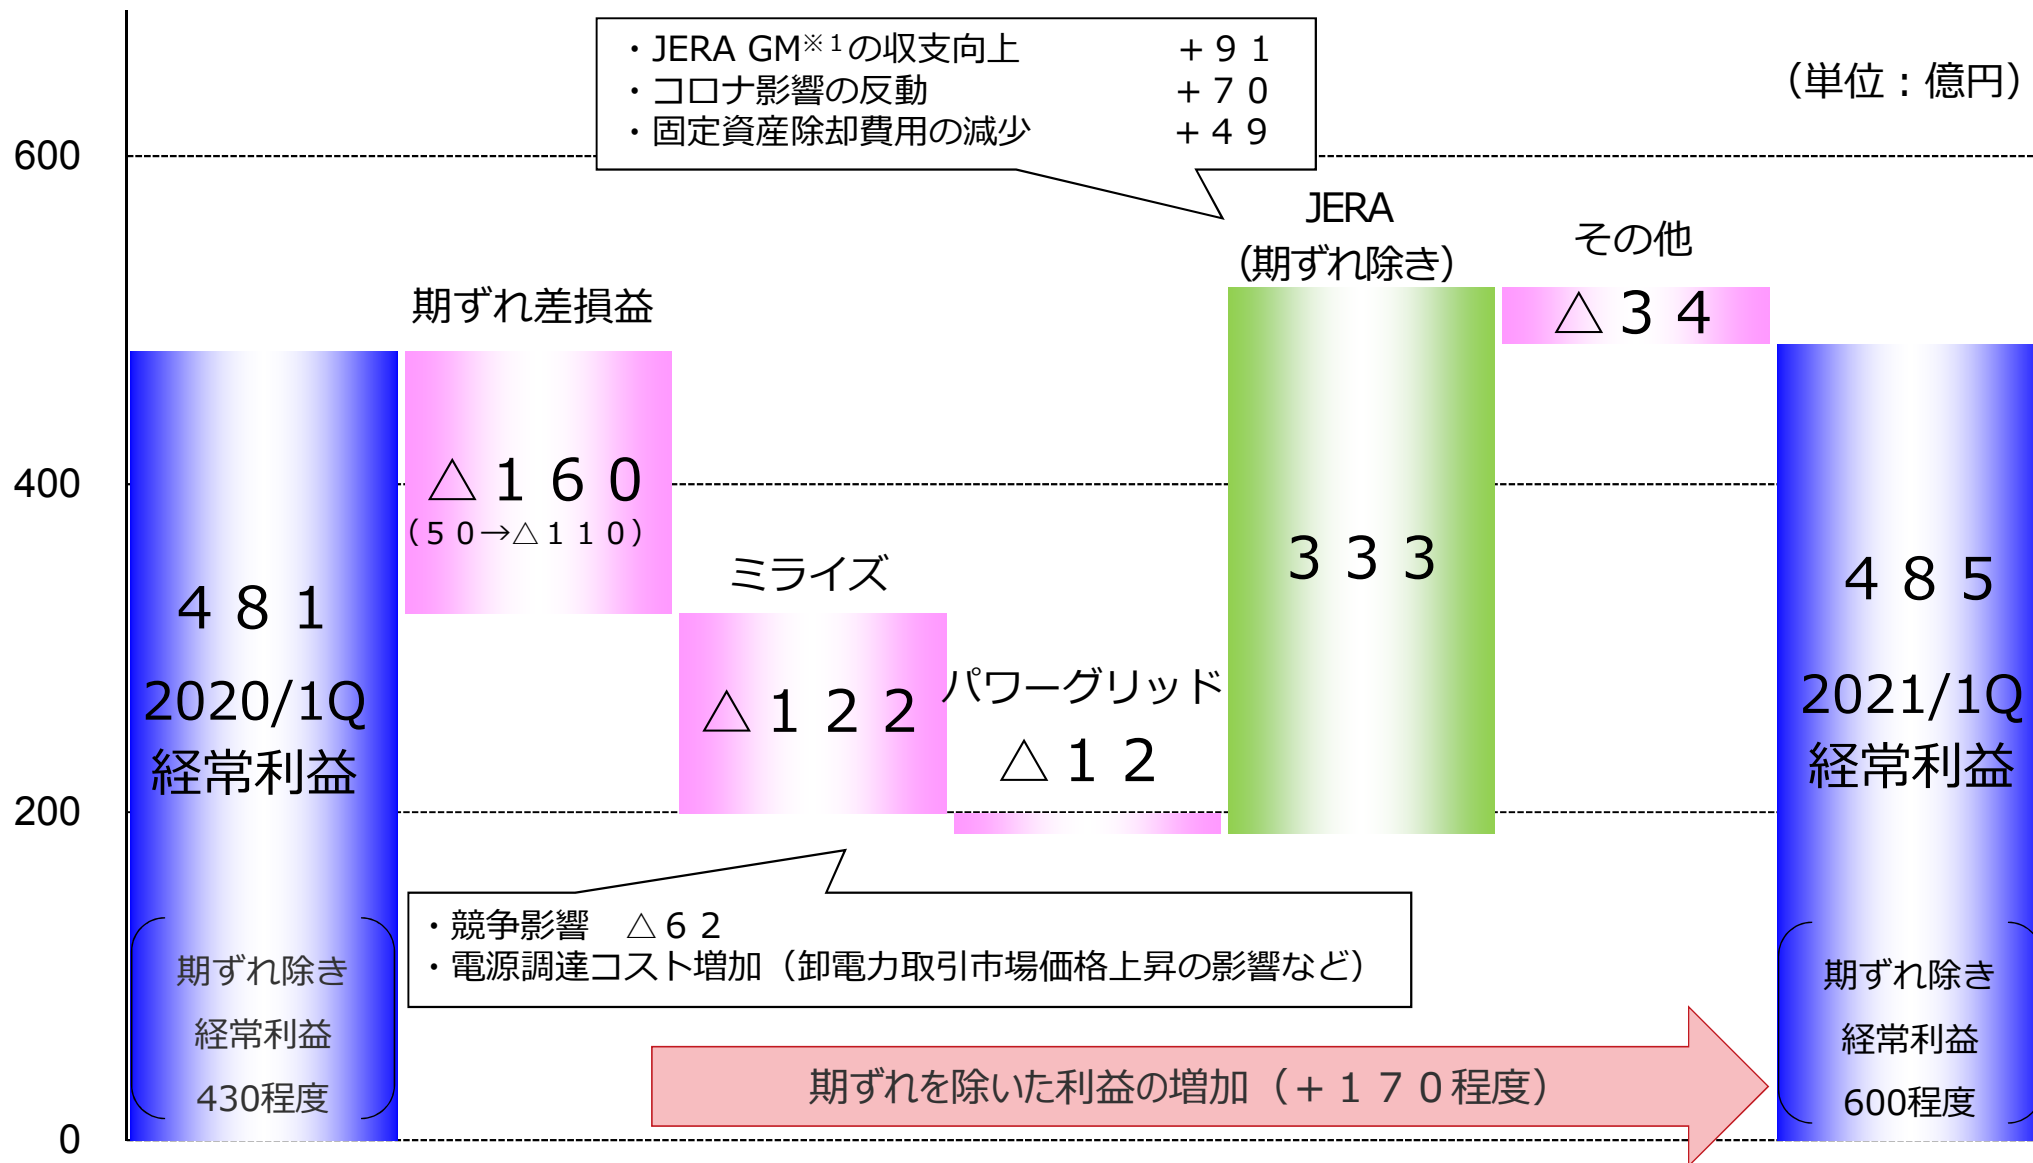 ・JERA GM※１の収支向上 ＋９１
・コロナ影響の反動 ＋７０
・固定資産除却費用の減少 ＋４９
（単位：億円）
600
400
200
0
期ずれ差損益
△１６０
（５０→△１１０）
ミライズ
△１２２
パワーグリッド
△１２
JERA
（期ずれ除き）
３３３
その他
△３４
４８１
2020/1Q
経常利益
期ずれ除き
経常利益
430程度
・競争影響　△６２
・電源調達コスト増加（卸電力取引市場価格上昇の影響など）
期ずれを除いた利益の増加（＋１７０程度）
４８５
2021/1Q
経常利益
期ずれ除き
経常利益
600程度